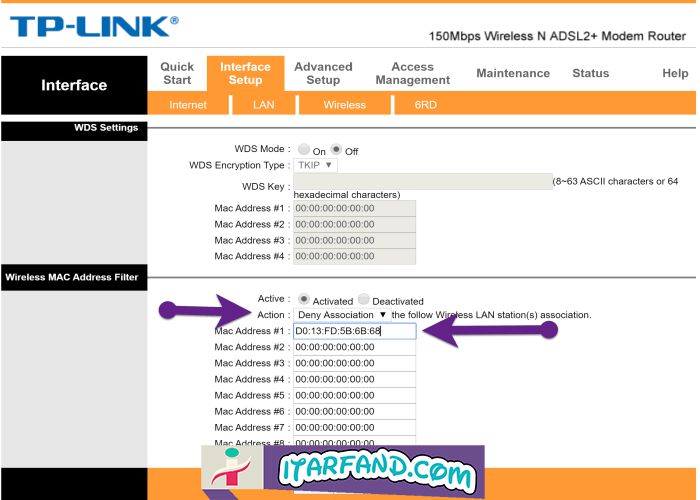 TP-LINK®
150Mbps Wireless N ADSL2+ Modem Router
Interface
Quick Start
Interface Setup
Advanced Setup
Access Management
Maintenance
Status
Help
Internet
LAN
Wireless
6RD
WDS Settings
WDS Mode : On Off
WDS Encryption Type : TKIP ▼
WDS Key : (8~63 ASCII characters or 64
hexadecimal characters)
Mac Address #1 : 00:00:00:00:00:00
Mac Address #2 : 00:00:00:00:00:00
Mac Address #3 : 00:00:00:00:00:00
Mac Address #4 : 00:00:00:00:00:00
Wireless MAC Address Filter
Active : Activated Deactivated
Action : Deny Association ▼ the follow Wireless LAN station(s) association.
Mac Address #1 : D0:13:FD:5B:6B:68
Mac Address #2 : 00:00:00:00:00:00
Mac Address #3 : 00:00:00:00:00:00
Mac Address #4 : 00:00:00:00:00:00
Mac Address #5 : 00:00:00:00:00:00
Mac Address #6 : 00:00:00:00:00:00
Mac Address #7 : 00:00:00:00:00:00
Mac Address #8 : 00:00:00:00:00:00
ITARFAND.COM